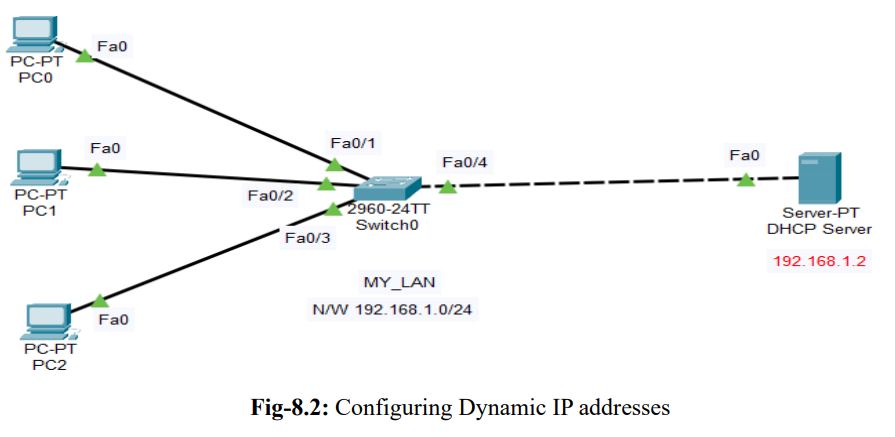 Fa0
PC-PT
PC0
Fa0/1
Fa0
Fa0/4
Fa0
PC-PT
PC1
Fa0/2
2960-24TT
Switch0
Server-PT
DHCP Server
Fa0/3
192.168.1.2
MY_LAN
N/W 192.168.1.0/24
Fa0
PC-PT
PC2
Fig-8.2: Configuring Dynamic IP addresses